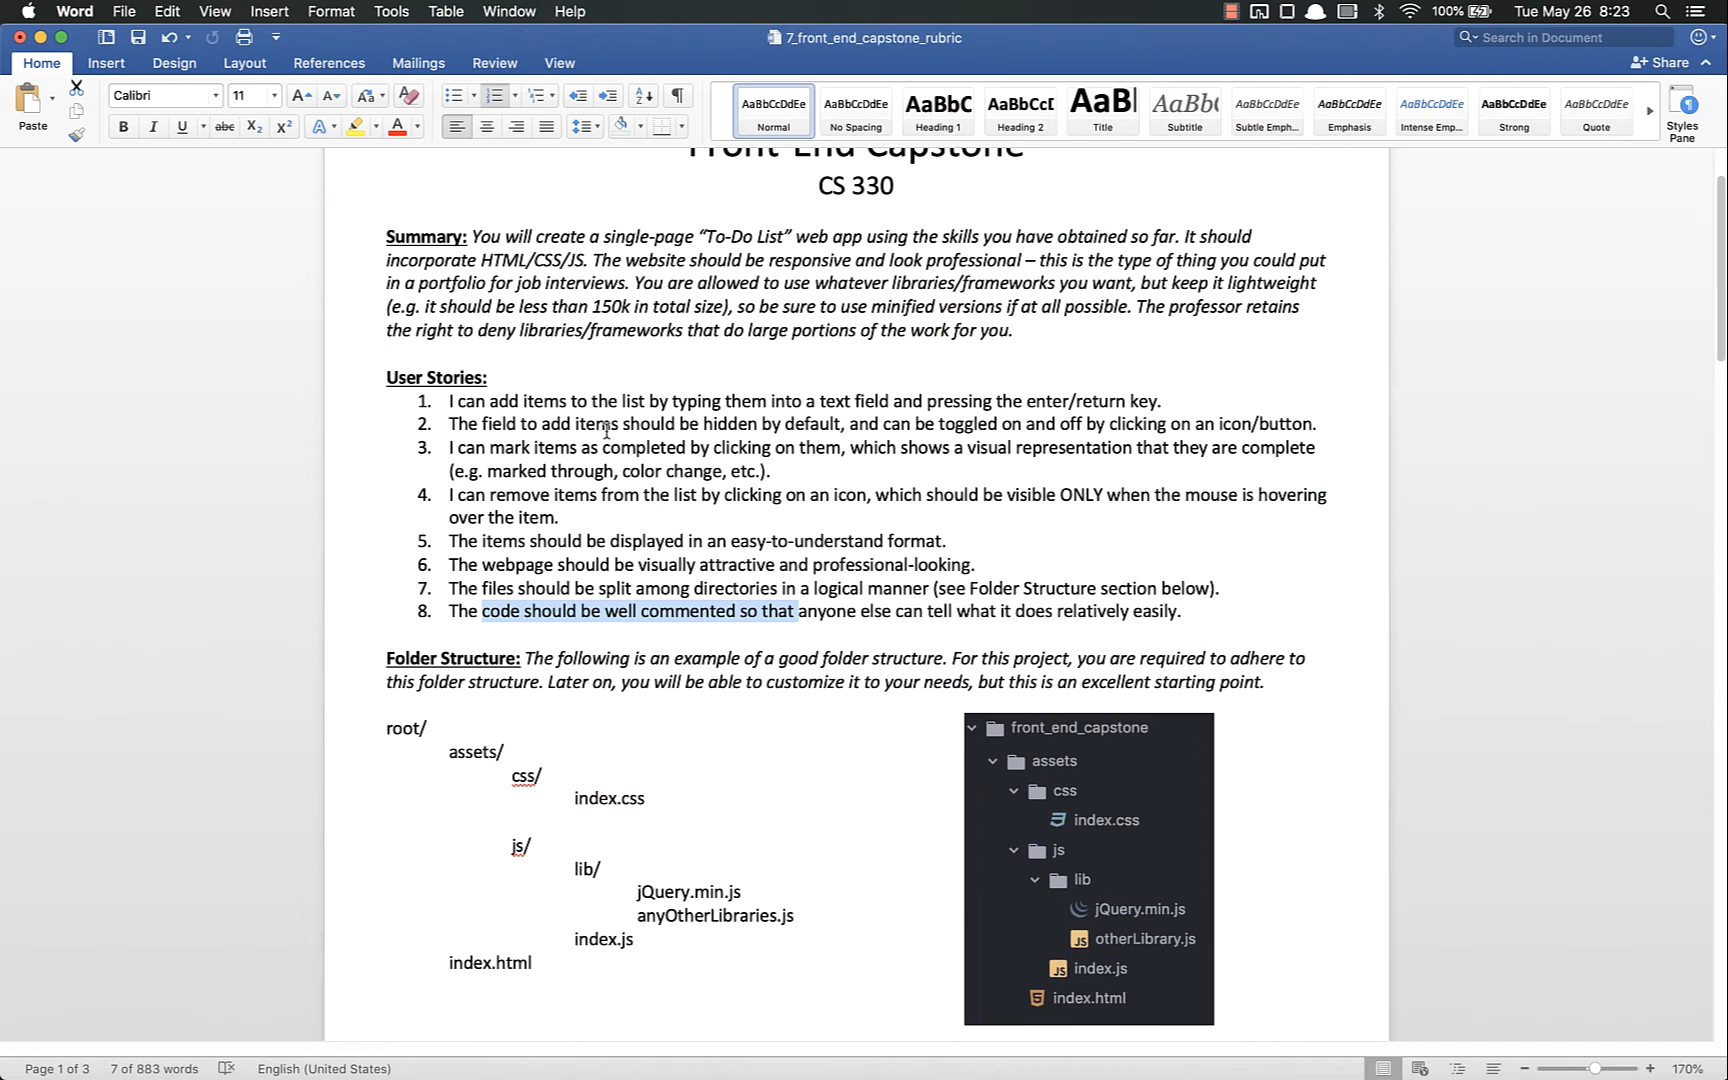 Word File Edit View Insert Format Tools Table Window Help 100% Tue May 26 8:23
7_front_end_capstone_rubric Search in Document
Home Insert Design Layout References Mailings Review View Share
Paste Calibri 11 AaBbCcDdEe Normal AaBbCcDdEe No Spacing AaBbC Heading 1 AaBbCcD Heading 2 AaB Title AaBbC Subtitle AaBbCcDdEe Subtle Emph... AaBbCcDdEe Emphasis AaBbCcDdEe Intense Emp... AaBbCcDdEe Strong AaBbCcDdEe Quote Styles Pane
Front-End Capstone
CS 330
Summary: You will create a single-page “To-Do List” web app using the skills you have obtained so far. It should
incorporate HTML/CSS/JS. The website should be responsive and look professional – this is the type of thing you could put
in a portfolio for job interviews. You are allowed to use whatever libraries/frameworks you want, but keep it lightweight
(e.g. it should be less than 150k in total size), so be sure to use minified versions if at all possible. The professor retains
the right to deny libraries/frameworks that do large portions of the work for you.
User Stories:
1. I can add items to the list by typing them into a text field and pressing the enter/return key.
2. The field to add items should be hidden by default, and can be toggled on and off by clicking on an icon/button.
3. I can mark items as completed by clicking on them, which shows a visual representation that they are complete
(e.g. marked through, color change, etc.).
4. I can remove items from the list by clicking on an icon, which should be visible ONLY when the mouse is hovering
over the item.
5. The items should be displayed in an easy-to-understand format.
6. The webpage should be visually attractive and professional-looking.
7. The files should be split among directories in a logical manner (see Folder Structure section below).
8. The code should be well commented so that anyone else can tell what it does relatively easily.
Folder Structure: The following is an example of a good folder structure. For this project, you are required to adhere to
this folder structure. Later on, you will be able to customize it to your needs, but this is an excellent starting point.
root/
assets/
css/
index.css
js/
lib/
jQuery.min.js
anyOtherLibraries.js
index.js
index.html
front_end_capstone
assets
css
index.css
js
lib
jQuery.min.js
JS otherLibrary.js
JS index.js
index.html
Page 1 of 3 7 of 883 words English (United States) 170%